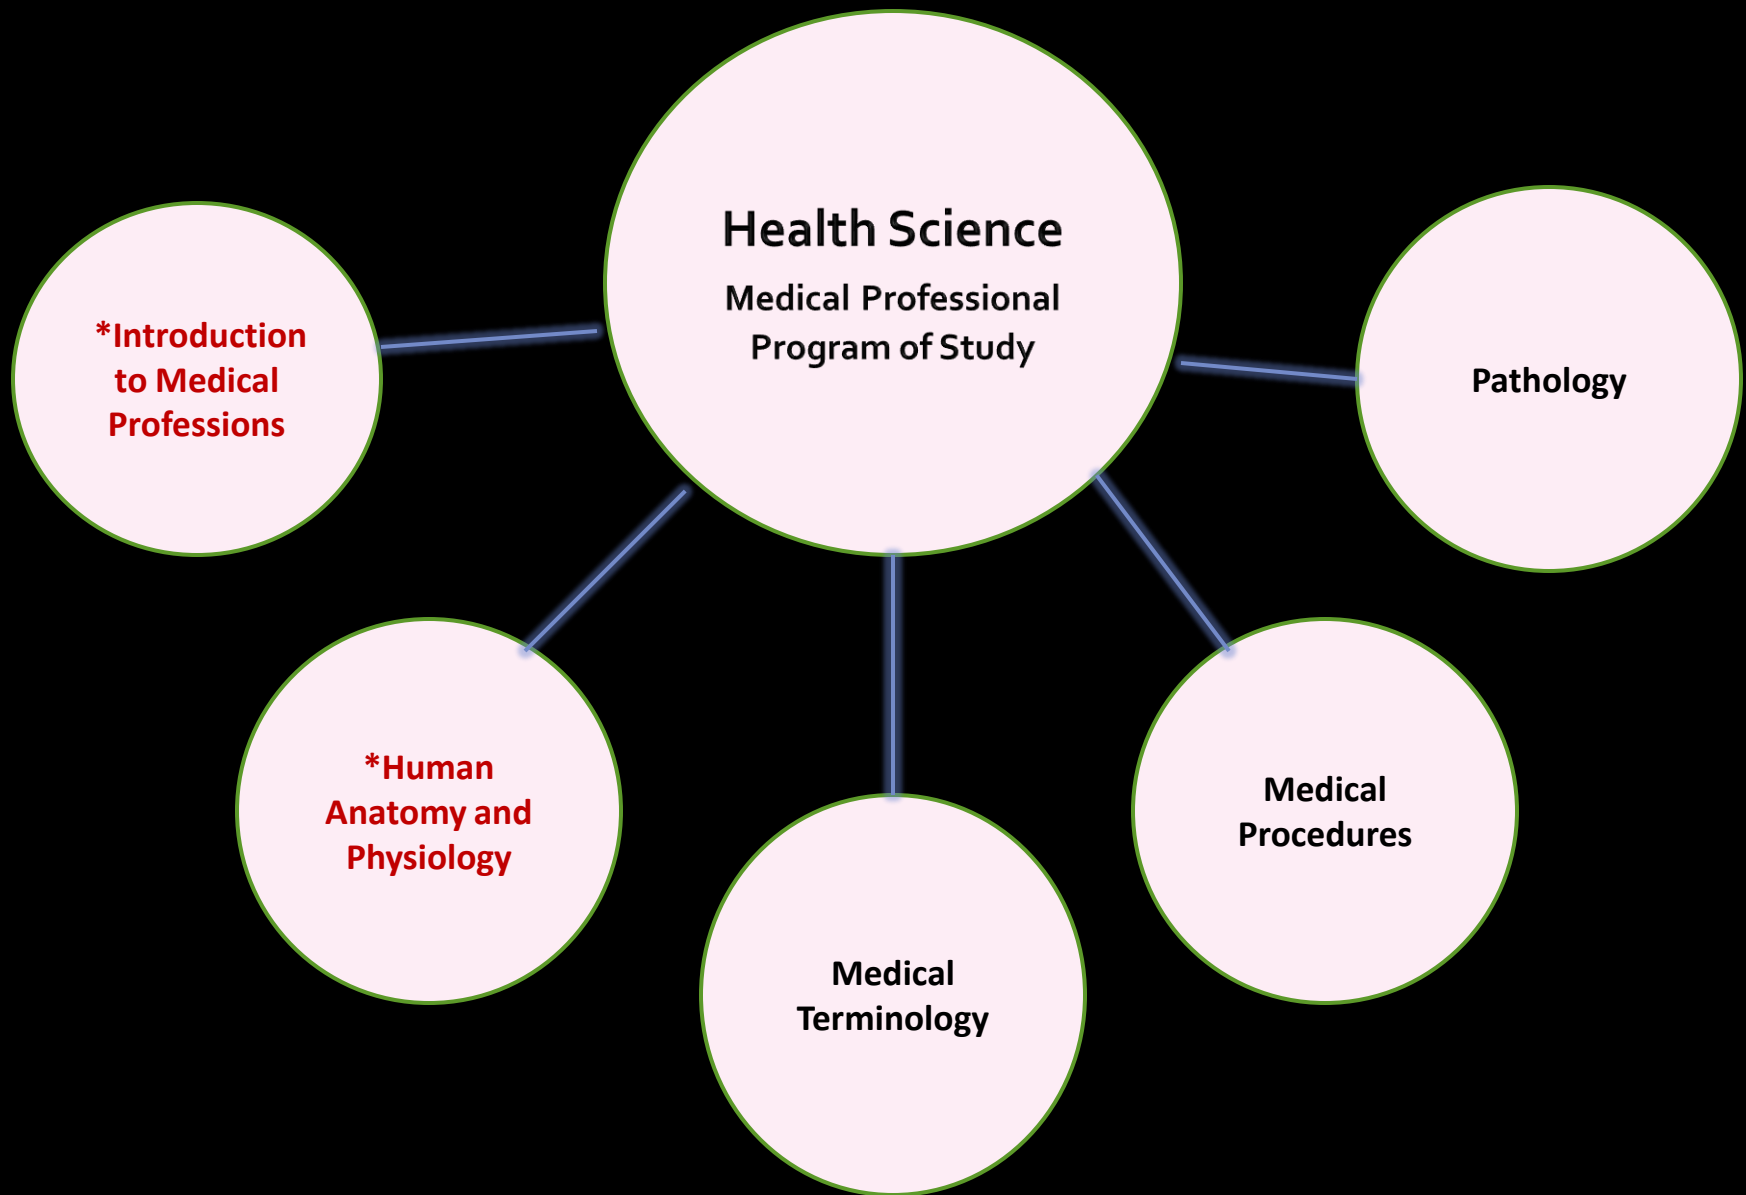 Health Science
Medical Professional
Program of Study
*Introduction
to Medical
Professions
*Human
Anatomy and
Physiology
Medical
Terminology
Medical
Procedures
Pathology